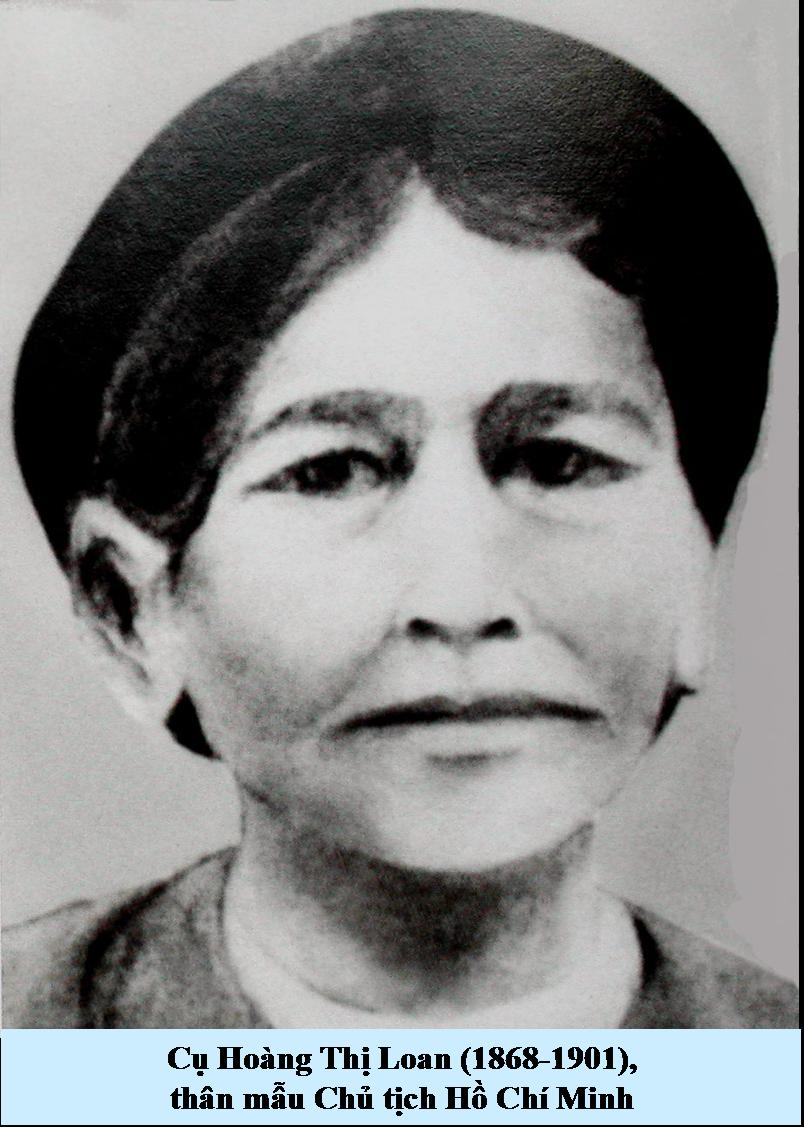 Cụ Hoàng Thị Loan (1868-1901),
thân mẫu Chủ tịch Hồ Chí Minh